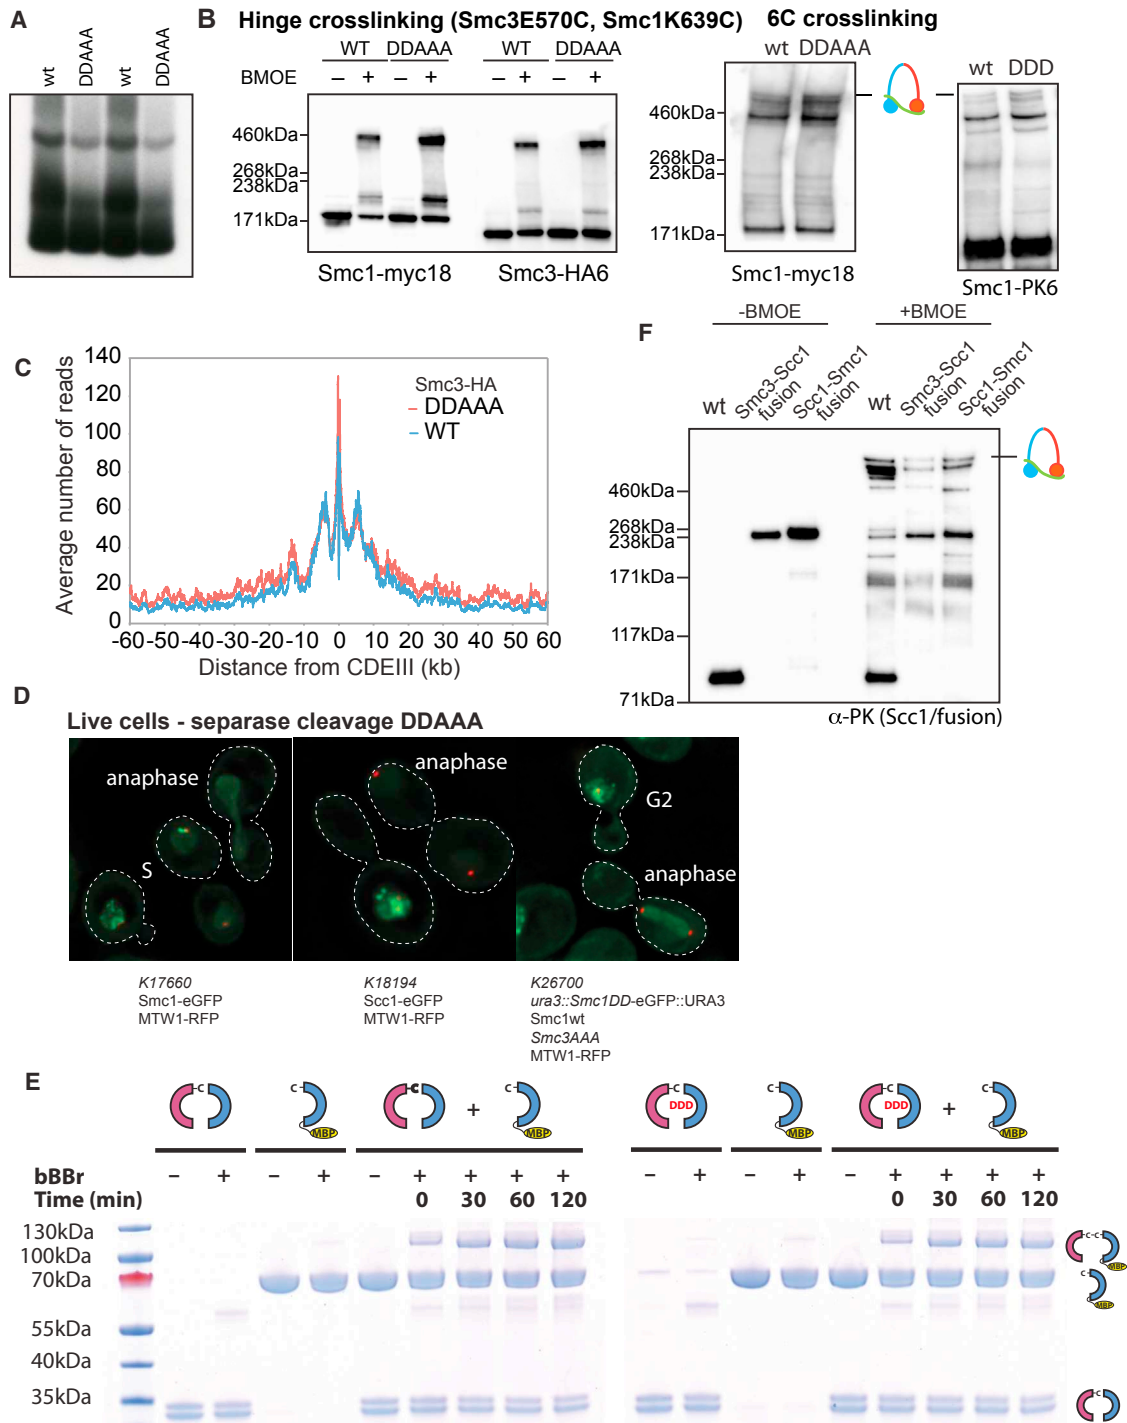 A
wt
DDAAA
wt
DDAAA
B
Hinge crosslinking (Smc3E570C, Smc1K639C)
6C crosslinking
WT DDAAA WT DDAAA
BMOE − + − + − + − +
460kDa
268kDa
238kDa
171kDa
Smc1-myc18
Smc3-HA6
wt DDAAA
460kDa
268kDa
238kDa
171kDa
Smc1-myc18
wt DDD
Smc1-PK6
C
Average number of reads
140
120
100
80
60
40
20
0
Smc3-HA
DDAAA
WT
-60 -50 -40 -30 -20 -10 0 10 20 30 40 50 60
Distance from CDEIII (kb)
F
-BMOE +BMOE
wt
Smc3-Scc1
fusion
Scc1-Smc1
fusion
wt
Smc3-Scc1
fusion
Scc1-Smc1
fusion
460kDa
268kDa
238kDa
171kDa
117kDa
71kDa
α-PK (Scc1/fusion)
D
Live cells - separase cleavage DDAAA
anaphase
S
anaphase
G2
anaphase
K17660
Smc1-eGFP
MTW1-RFP
K18194
Scc1-eGFP
MTW1-RFP
K26700
ura3::Smc1DD-eGFP::URA3
Smc1wt
Smc3AAA
MTW1-RFP
E
C C MBP C + C MBP
DDD C C MBP DDD C + C MBP
bBBr − + − + − + + + + − + − + − + + + +
Time (min) 0 30 60 120 0 30 60 120
130kDa
100kDa
70kDa
55kDa
40kDa
35kDa
C C MBP
C MBP
C